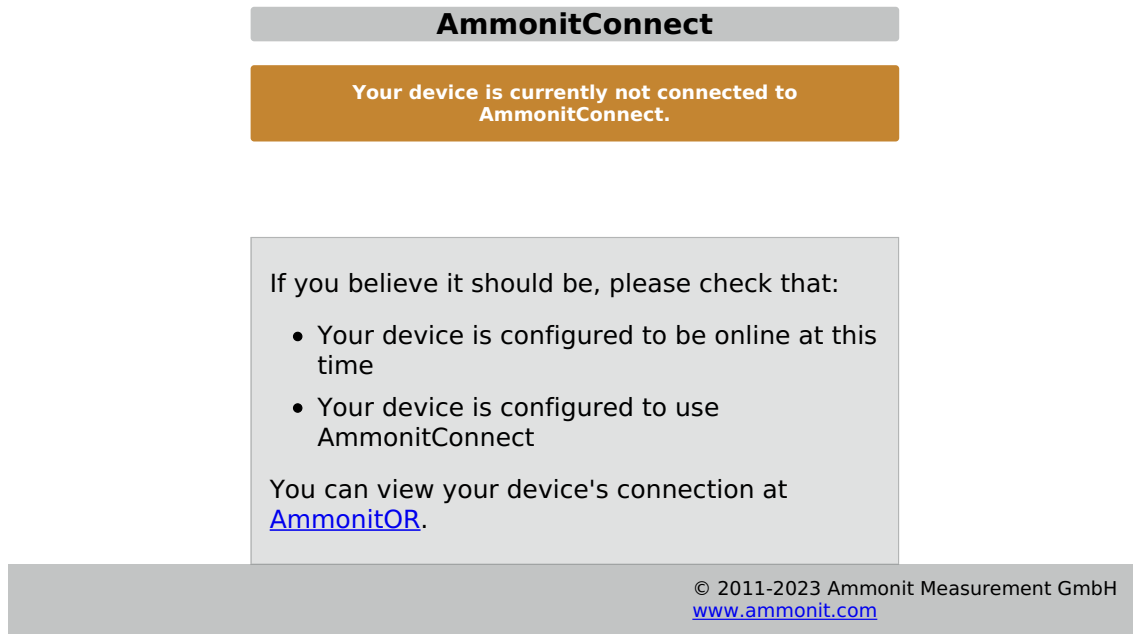 AmmonitConnect
Your device is currently not connected to
AmmonitConnect.
If you believe it should be, please check that:
• Your device is configured to be online at this
time
• Your device is configured to use
AmmonitConnect
You can view your device's connection at
AmmonitOR.
© 2011-2023 Ammonit Measurement GmbH
www.ammonit.com